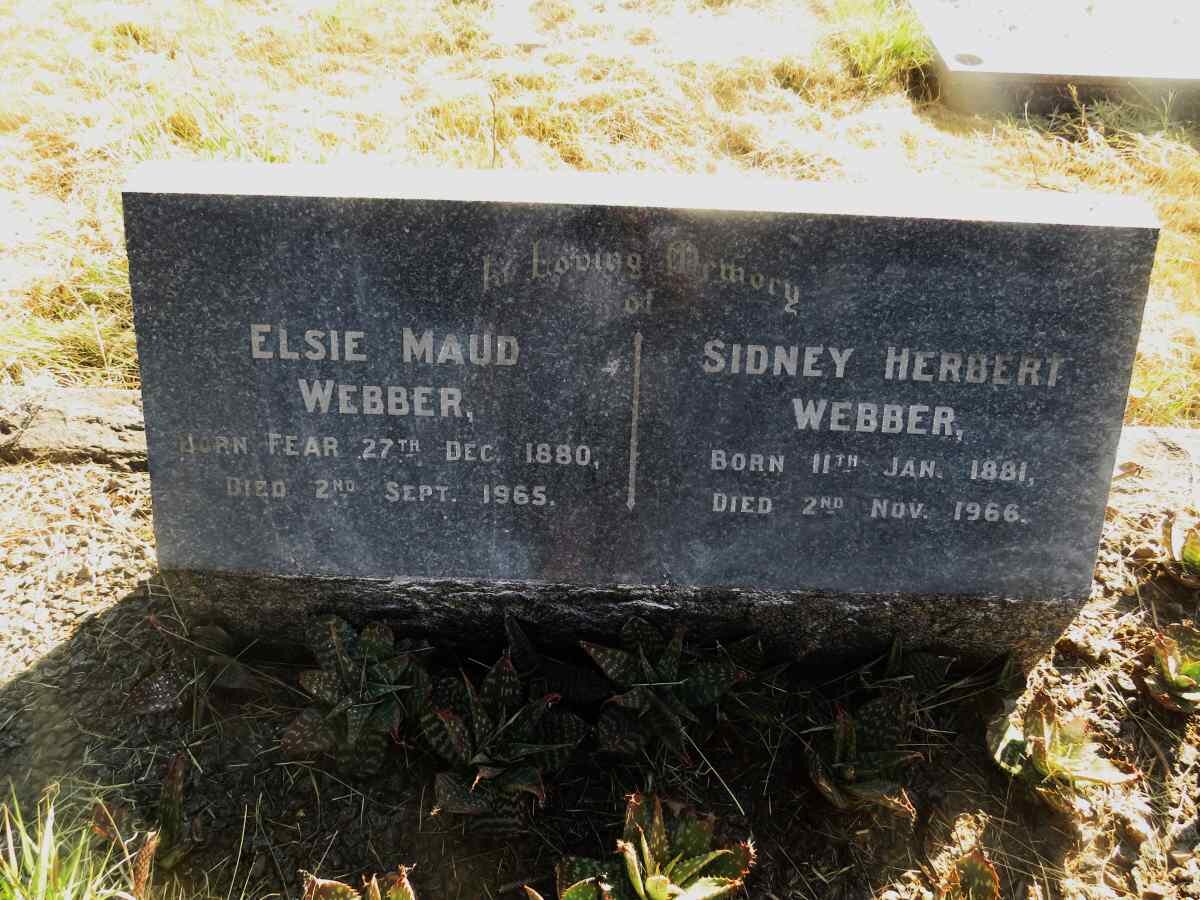 In Loving Memory
of
ELSIE MAUD
WEBBER,
BORN FEAR 27TH DEC. 1880,
DIED 2ND SEPT. 1965.
SIDNEY HERBERT
WEBBER,
BORN 11TH JAN. 1881,
DIED 2ND NOV. 1966.